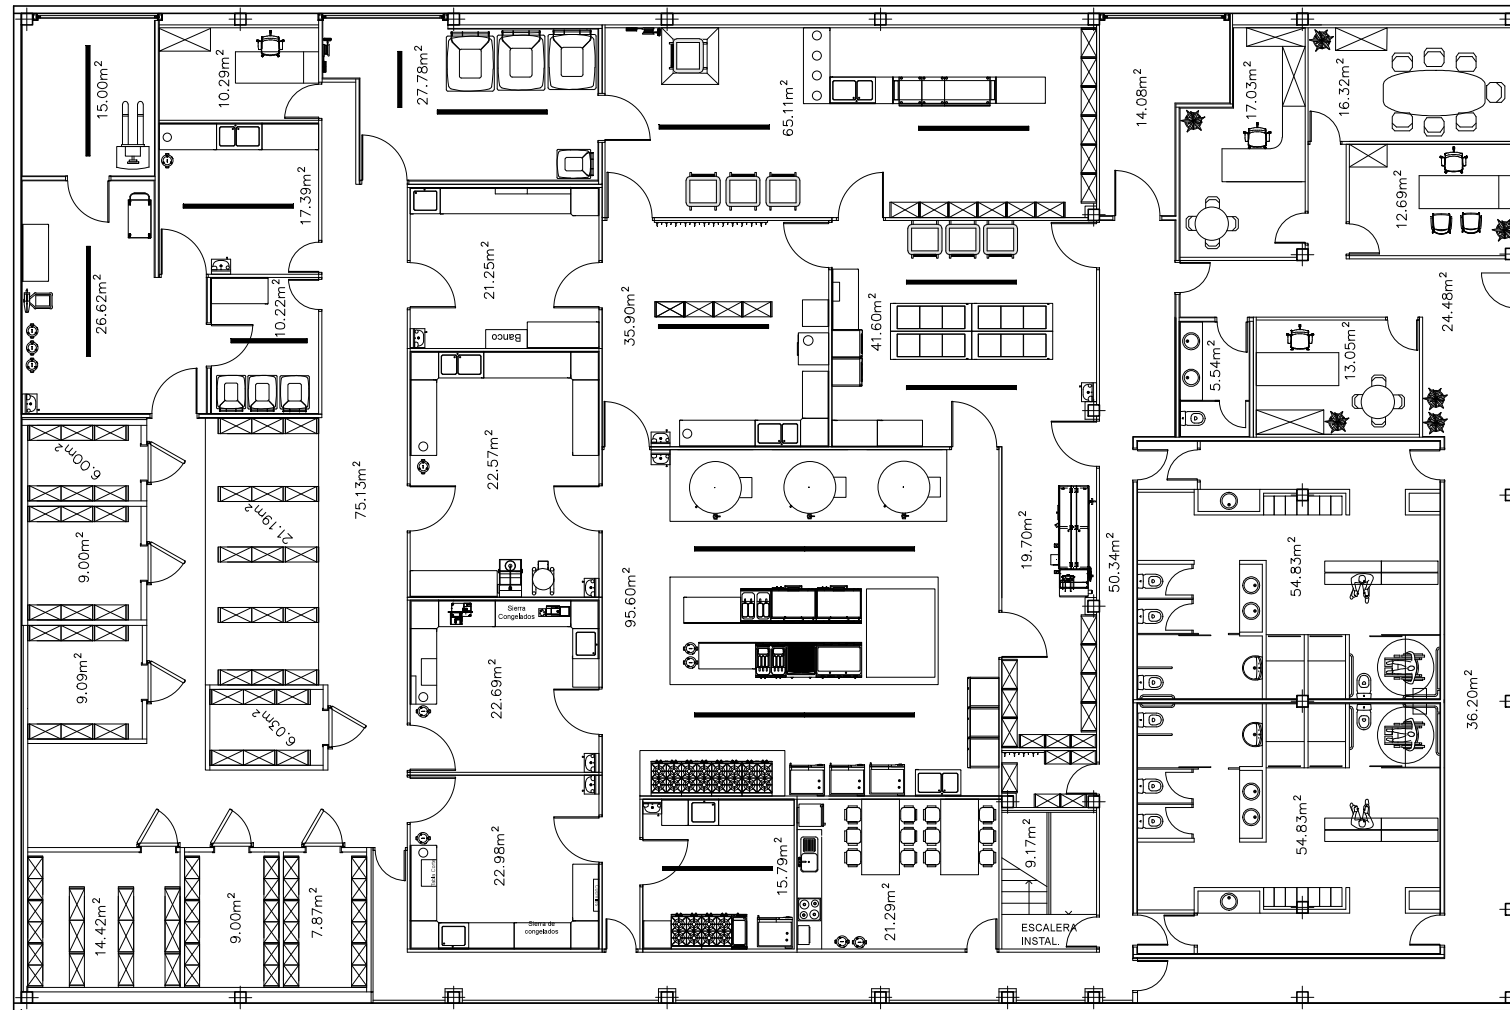 15.00m²
10.29m²
27.78m²
65.11m²
14.08m²
17.03m²
16.32m²
17.39m²
12.69m²
26.62m²
10.22m²
21.25m²
Banco
35.90m²
41.60m²
24.48m²
5.54m²
13.05m²
6.00m²
21.19m²
75.13m²
22.57m²
9.00m²
95.60m²
19.70m²
50.34m²
54.83m²
Sierra
Congelados
9.09m²
6.03m²
22.69m²
36.20m²
14.42m²
9.00m²
7.87m²
22.98m²
Sierra de
congelados
15.79m²
21.29m²
9.17m²
ESCALERA
INSTAL.
54.83m²